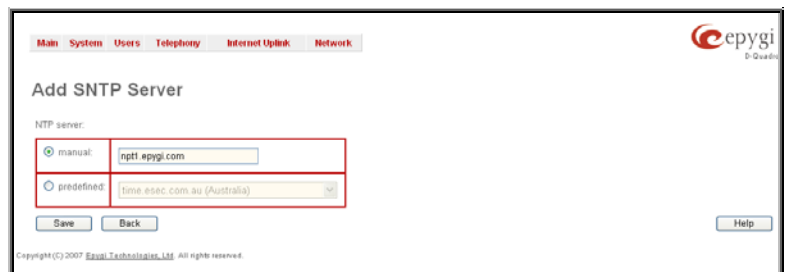 Main System Users Telephony Internet Uplink Network
epygi
D-Quadro
Add SNTP Server
NTP server:
manual: npt1.epygi.com
predefined: time.esec.com.au (Australia)
Save Back Help
Copyright (C) 2007 Epygi Technologies, Ltd. All rights reserved.